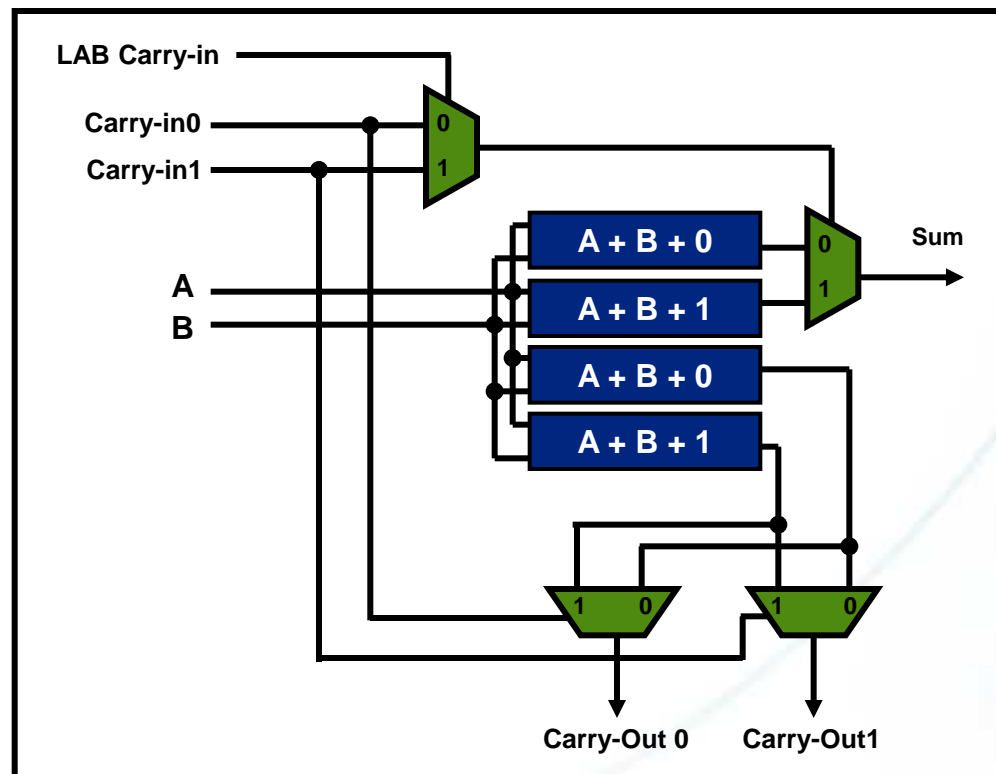 LAB Carry-in
Carry-in0
0
Carry-in1
1
A + B + 0
0
Sum
A
A + B + 1
1
B
A + B + 0
A + B + 1
1 0
1 0
Carry-Out 0
Carry-Out1